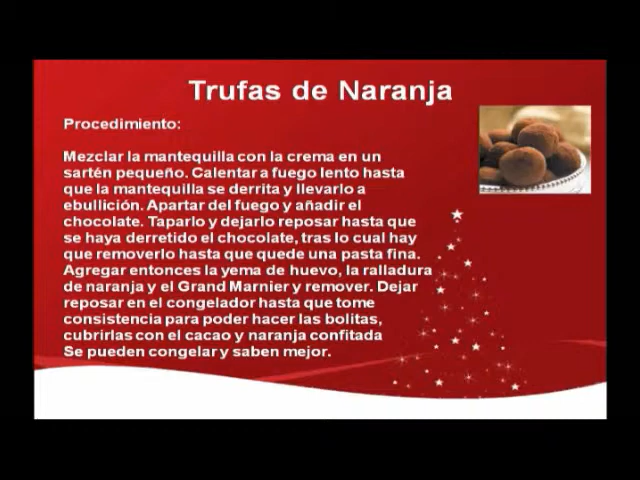 Trufas de Naranja
Procedimiento:
Mezclar la mantequilla con la crema en un
sartén pequeño. Calentar a fuego lento hasta
que la mantequilla se derrita y llevarlo a
ebullición. Apartar del fuego y añadir el
chocolate. Taparlo y dejarlo reposar hasta que
se haya derretido el chocolate, tras lo cual hay
que removerlo hasta que quede una pasta fina.
Agregar entonces la yema de huevo, la ralladura
de naranja y el Grand Marnier y remover. Dejar
reposar en el congelador hasta que tome
consistencia para poder hacer las bolitas,
cubrirlas con el cacao y naranja confitada
Se pueden congelar y saben mejor.